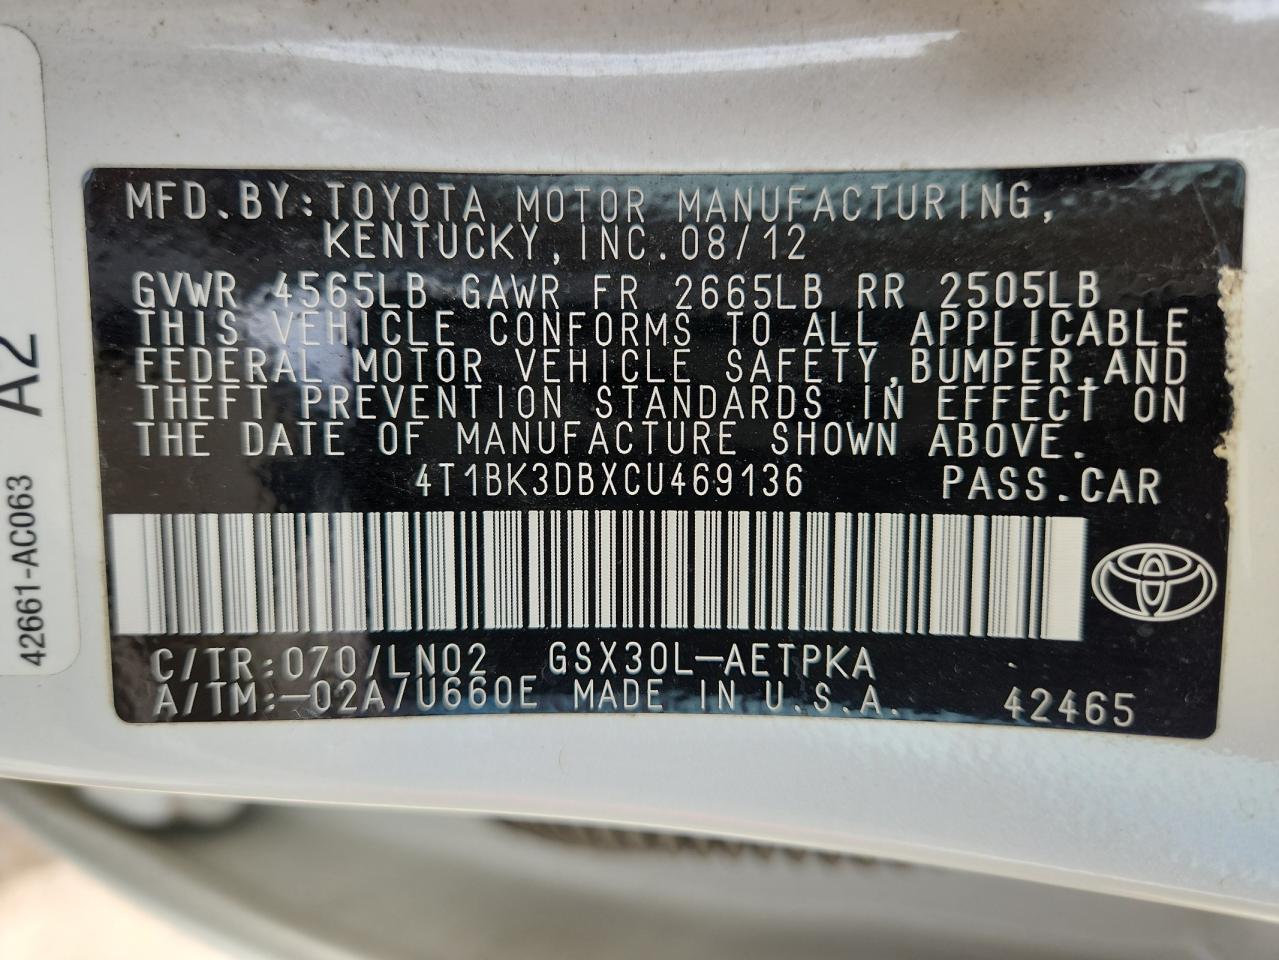 MFD.BY:TOYOTA MOTOR MANUFACTURING,
KENTUCKY,INC.08/12
GVWR 4565LB GAWR FR 2665LB RR 2505LB
THIS VEHICLE CONFORMS TO ALL APPLICABLE
FEDERAL MOTOR VEHICLE SAFETY,BUMPER,AND
THEFT PREVENTION STANDARDS IN EFFECT ON
THE DATE OF MANUFACTURE SHOWN ABOVE.
4T1BK3DBXCU469136 PASS.CAR
C/TR:070/LN02 GSX30L-AETPKA
A/TM:-02A/U660E MADE IN U.S.A. 42465
42661-AC063 A2